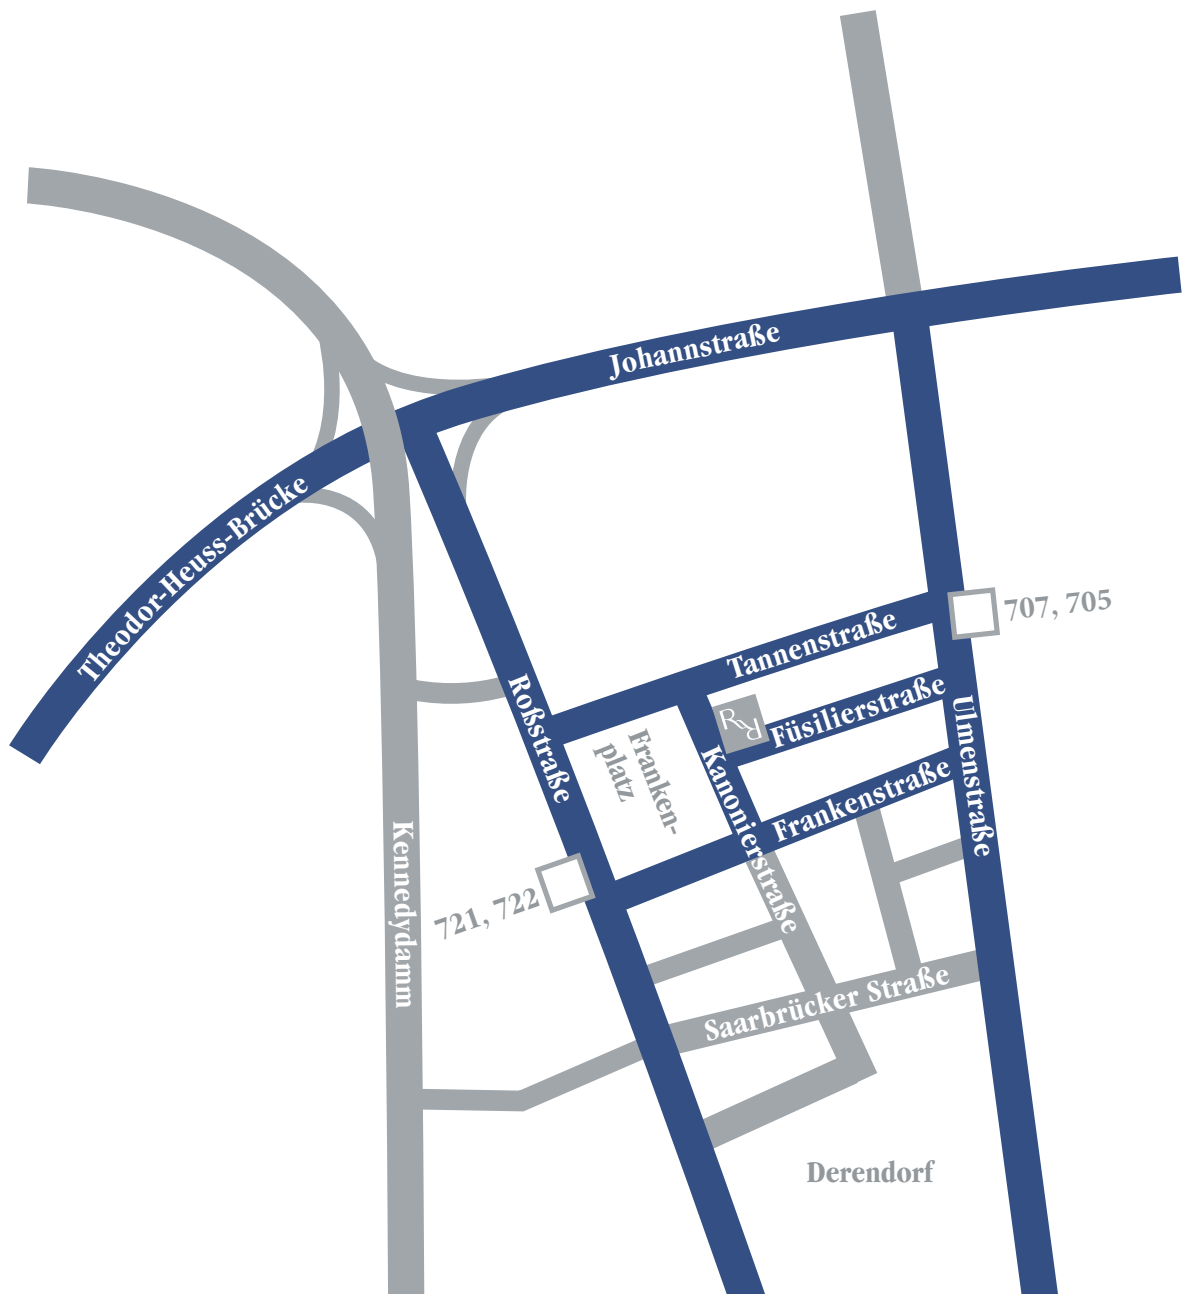 Johannstraße
Theodor-Heuss-Brücke
707, 705
Tannenstraße
Roßstraße
Füsilierstraße
Ulmenstraße
Franken-
platz
Kanonierstraße
Frankenstraße
Kennedydamm
721, 722
Saarbrücker Straße
Derendorf